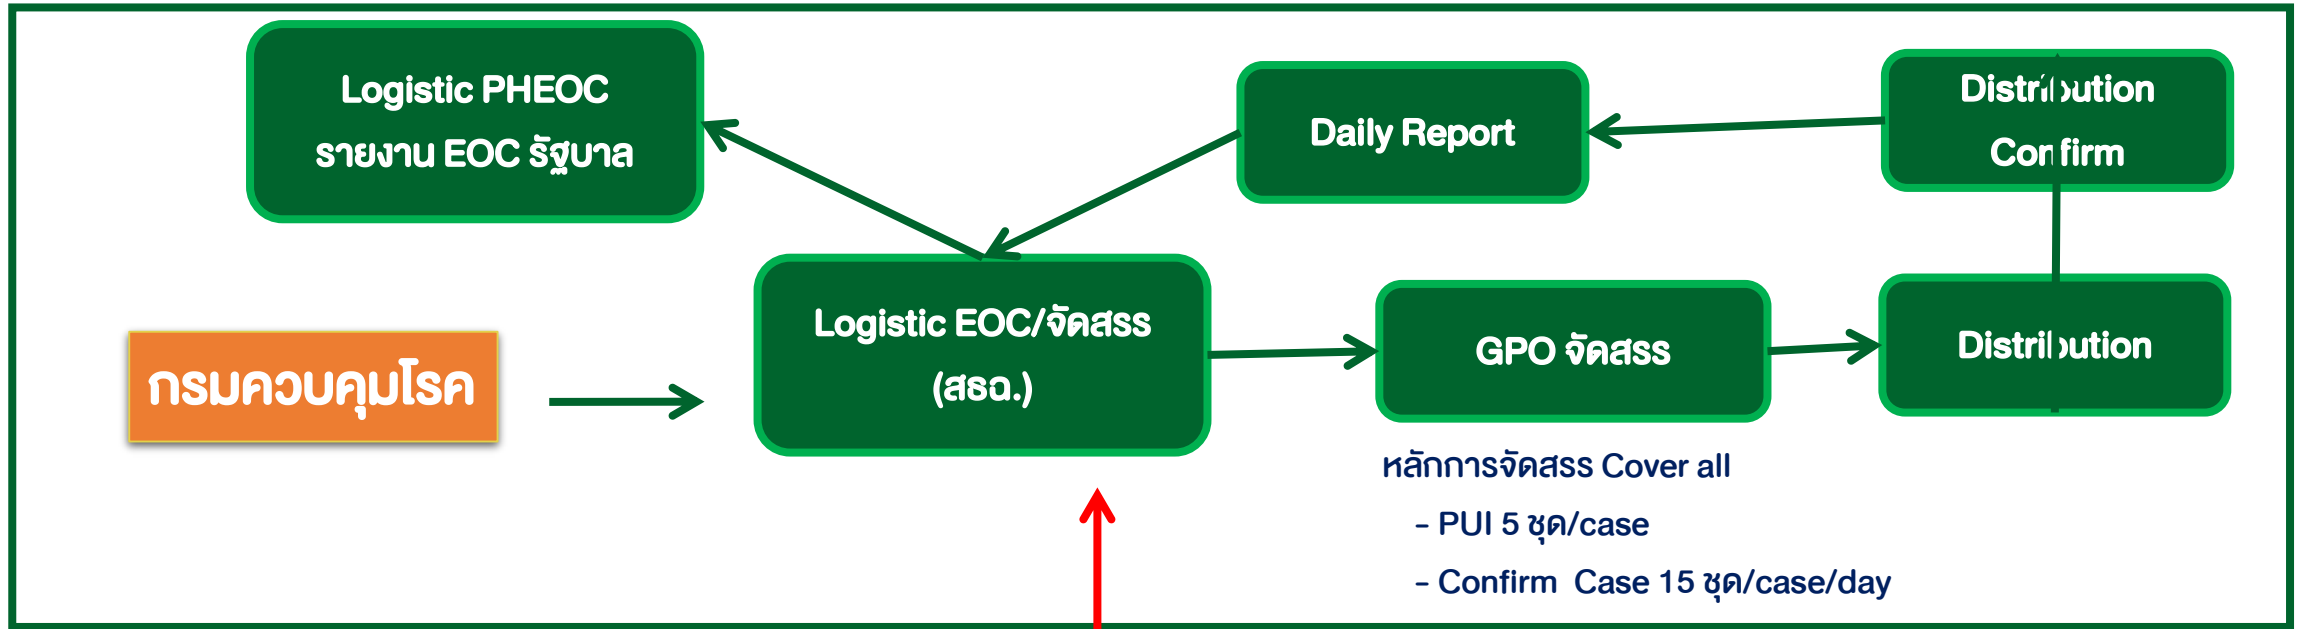 Logistic PHEOC
รายงาน EOC รัฐบาล
Daily Report
Distribution
Confirm
กรมควบคุมโรค
Logistic EOC/จัดสรร
(สธฉ.)
GPO จัดสรร
Distribution
หลักการจัดสรร Cover all
- PUI 5 ชุด/case
- Confirm Case 15 ชุด/case/day